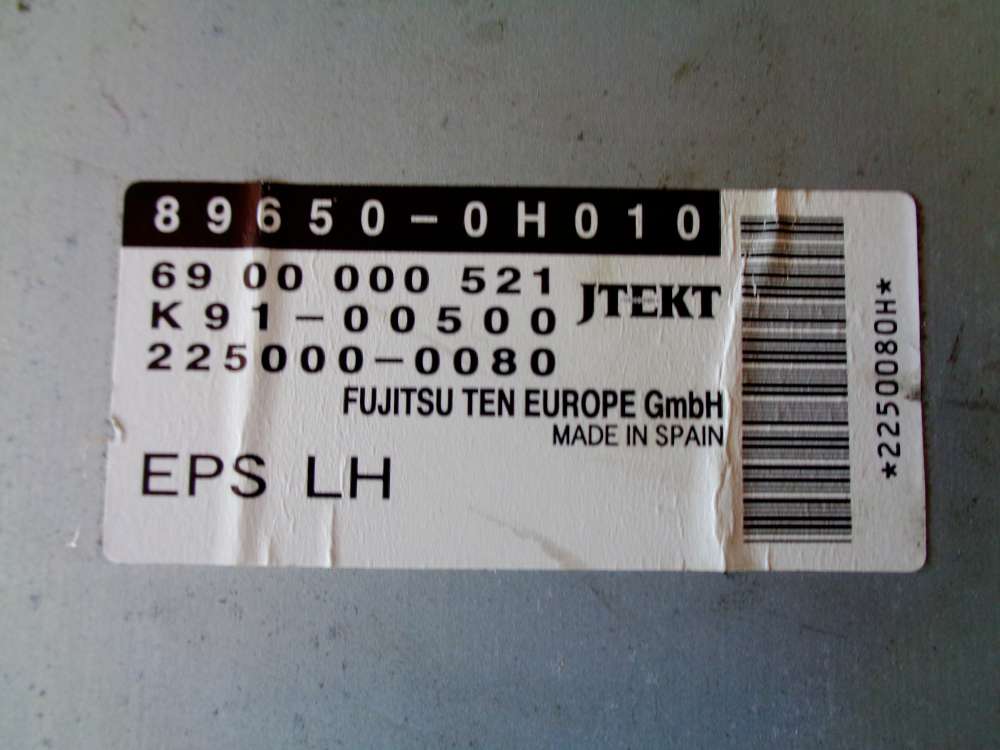 89650-0H010
69 00 000 521
K91-00500
JTEKT
225000-0080
FUJITSU TEN EUROPE GmbH
MADE IN SPAIN
EPS LH
*2250080H*